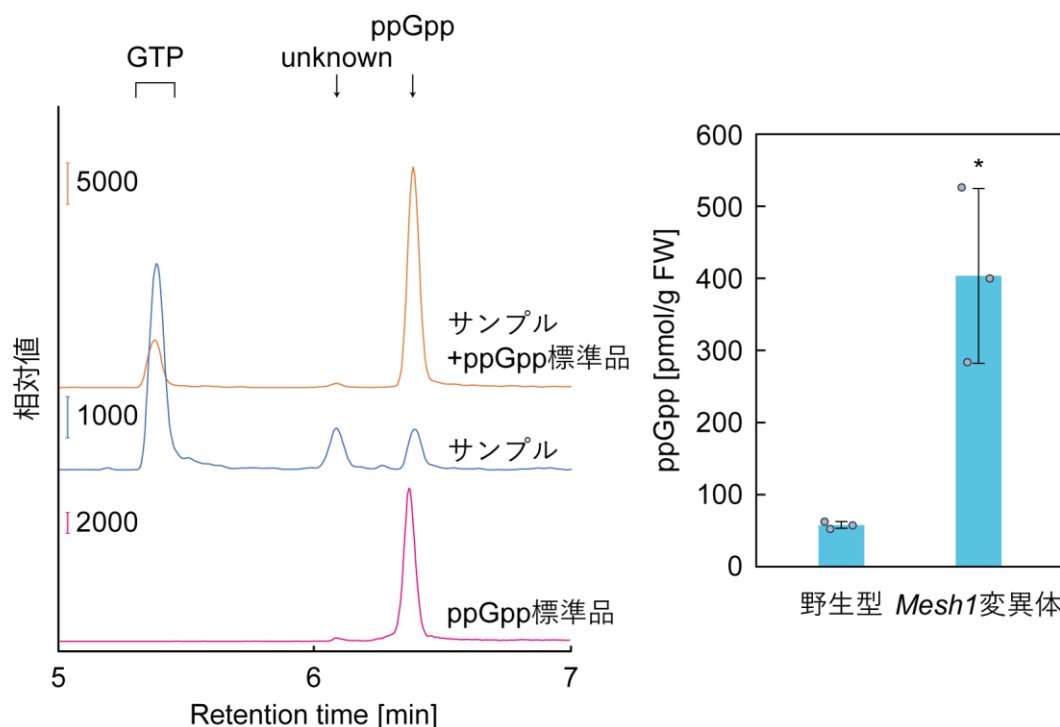 GTP
unknown
ppGpp
5000
サンプル
+ppGpp標準品
1000
サンプル
2000
ppGpp標準品
相対値
5
6
7
Retention time [min]
600
500
400
300
200
100
0
*
ppGpp [pmol/g FW]
野生型
Mesh1変異体